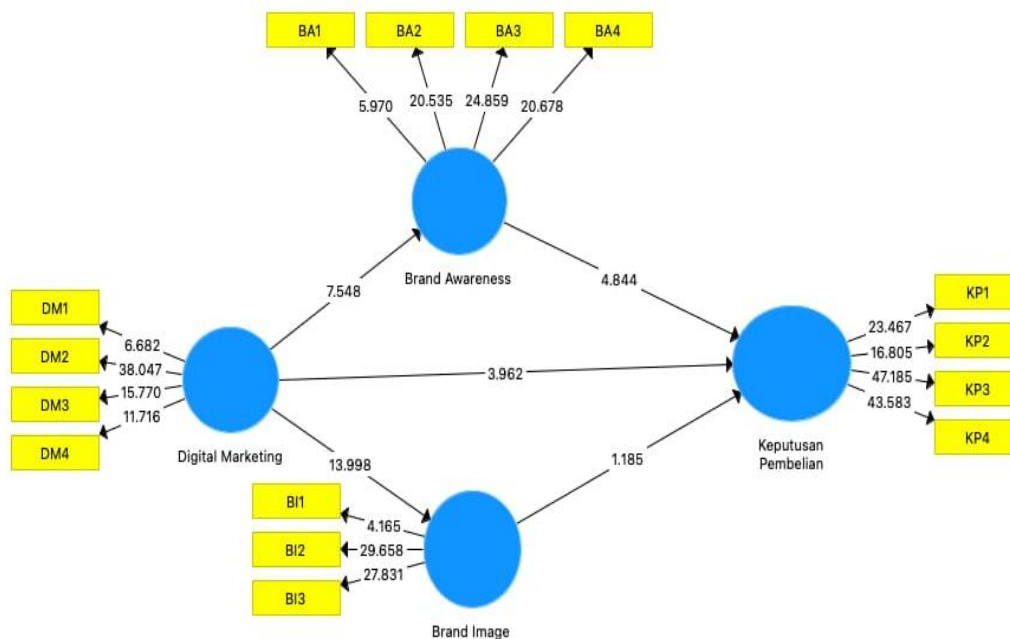 BA1 BA2 BA3 BA4
5.970 20.535 24.859 20.678
Brand Awareness
7.548
4.844
DM1
DM2
DM3
DM4
6.682
38.047
15.770
11.716
Digital Marketing
3.962
KP1
KP2
KP3
KP4
23.467
16.805
47.185
43.583
Keputusan
Pembelian
13.998
1.185
BI1
BI2
BI3
4.165
29.658
27.831
Brand Image